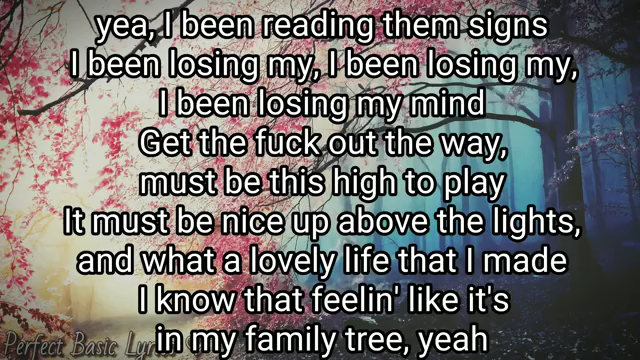 yea, I been reading them signs
I been losing my, I been losing my,
I been losing my mind
Get the fuck out the way,
must be this high to play
It must be nice up above the lights,
and what a lovely life that I made
I know that feelin' like it's
in my family tree, yeah
Perfect Basic Lyr